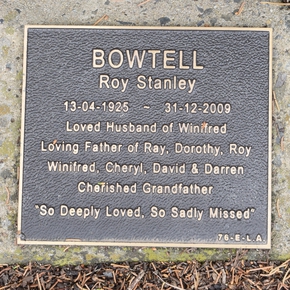 BOWTELL
Roy Stanley
13-04-1925 ~ 31-12-2009
Loved Husband of Winifred
Loving Father of Ray, Dorothy, Roy
Winifred, Cheryl, David & Darren
Cherished Grandfather
"So Deeply Loved, So Sadly Missed"
76-E-L A